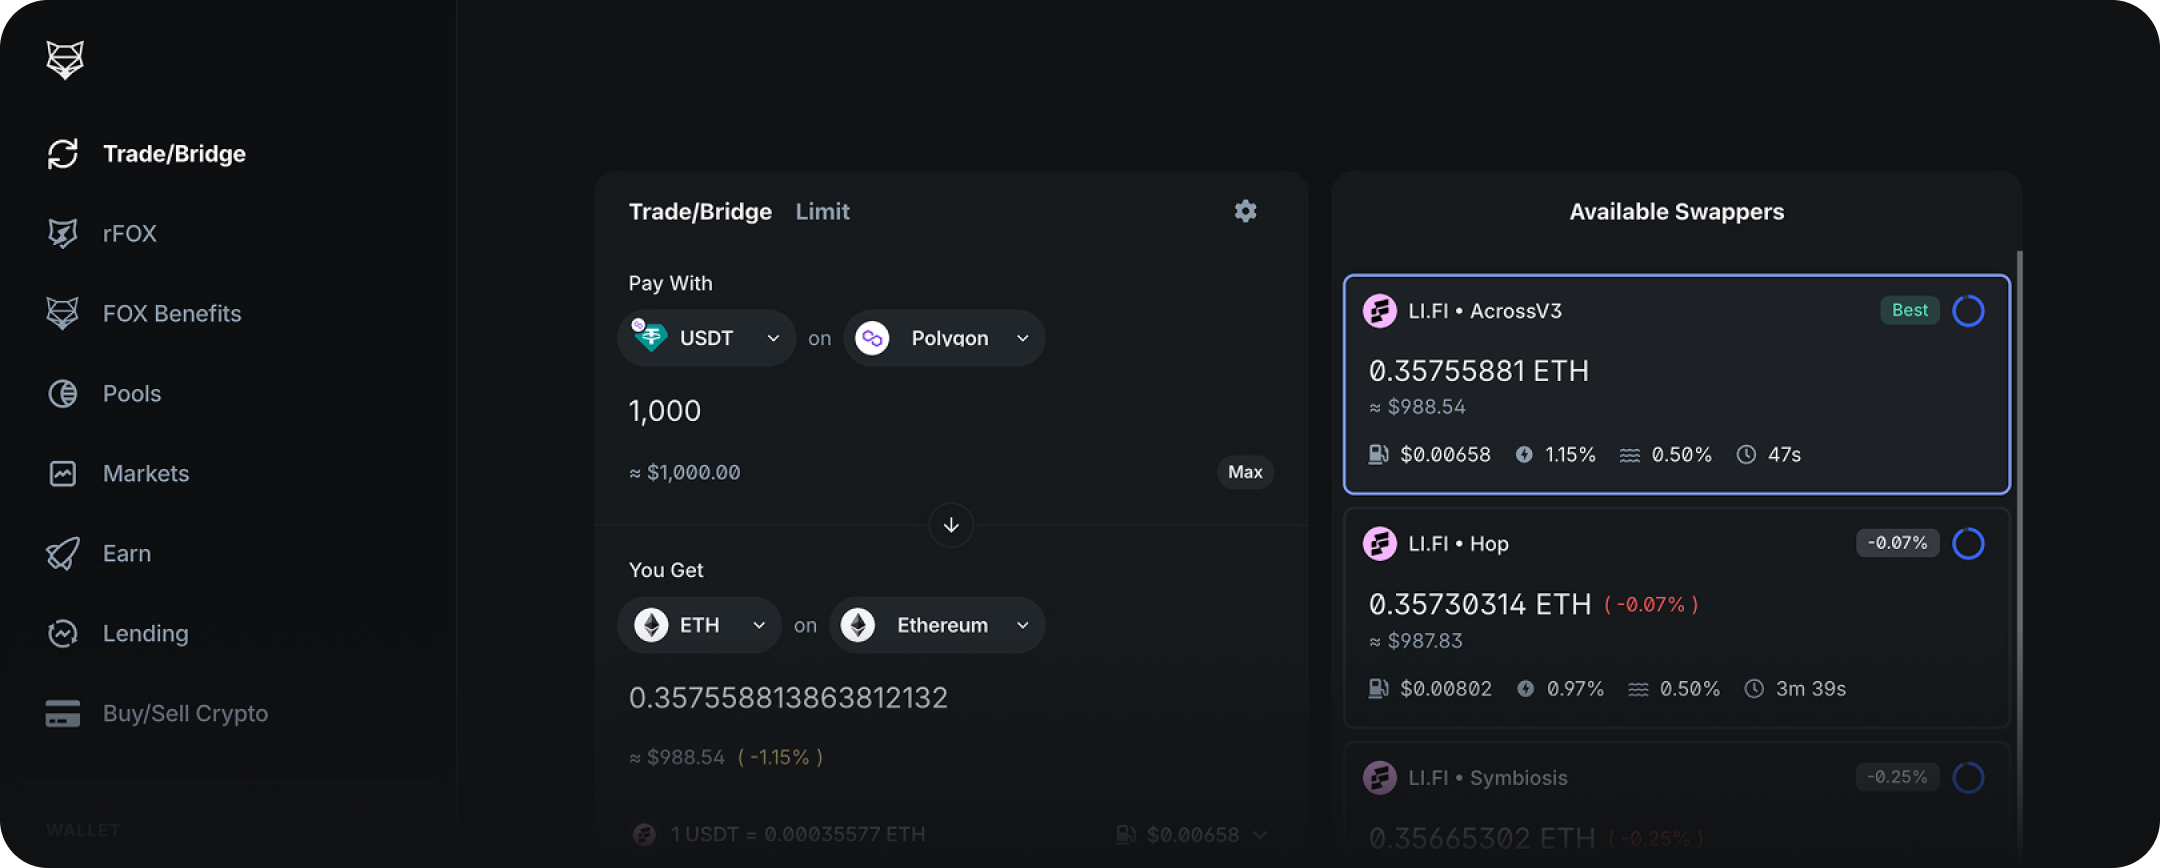 Trade/Bridge
rFOX
FOX Benefits
Pools
Markets
Earn
Lending
Buy/Sell Crypto
WALLET
Trade/Bridge Limit
Pay With
USDT on Polygon
1,000
≈ $1,000.00 Max
You Get
ETH on Ethereum
0.357558813863812132
≈ $988.54 ( -1.15% )
1 USDT = 0.00035577 ETH $0.00658
Available Swappers
LI.FI • AcrossV3 Best
0.35755881 ETH
≈ $988.54
$0.00658 1.15% 0.50% 47s
LI.FI • Hop -0.07%
0.35730314 ETH ( -0.07% )
≈ $987.83
$0.00802 0.97% 0.50% 3m 39s
LI.FI • Symbiosis -0.25%
0.35665302 ETH ( -0.25% )